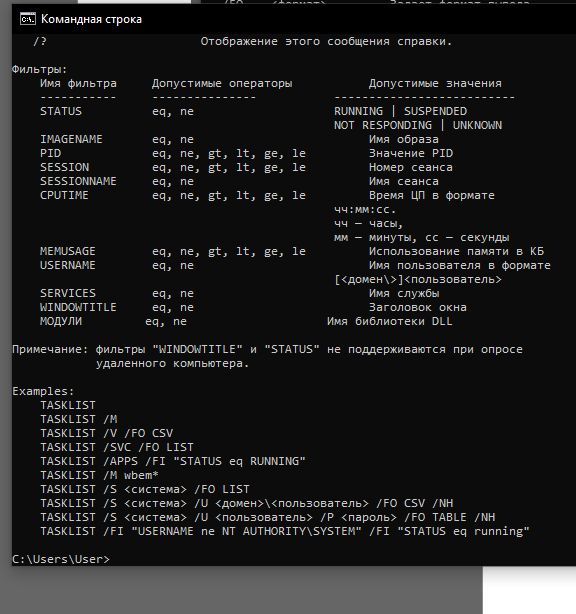 Командная строка
/? Отображение этого сообщения справки.
Фильтры:
Имя фильтра Допустимые операторы Допустимые значения
----------- --------------- --------------------------
STATUS eq, ne RUNNING | SUSPENDED
NOT RESPONDING | UNKNOWN
IMAGENAME eq, ne Имя образа
PID eq, ne, gt, lt, ge, le Значение PID
SESSION eq, ne, gt, lt, ge, le Номер сеанса
SESSIONNAME eq, ne Имя сеанса
CPUTIME eq, ne, gt, lt, ge, le Время ЦП в формате
чч:мм:сс.
чч — часы,
мм — минуты, сс — секунды
MEMUSAGE eq, ne, gt, lt, ge, le Использование памяти в КБ
USERNAME eq, ne Имя пользователя в формате
[<домен\>]<пользователь>
SERVICES eq, ne Имя службы
WINDOWTITLE eq, ne Заголовок окна
МОДУЛИ eq, ne Имя библиотеки DLL
Примечание: фильтры "WINDOWTITLE" и "STATUS" не поддерживаются при опросе
удаленного компьютера.
Examples:
TASKLIST
TASKLIST /M
TASKLIST /V /FO CSV
TASKLIST /SVC /FO LIST
TASKLIST /APPS /FI "STATUS eq RUNNING"
TASKLIST /M wbem*
TASKLIST /S <система> /FO LIST
TASKLIST /S <система> /U <домен>\<пользователь> /FO CSV /NH
TASKLIST /S <система> /U <пользователь> /P <пароль> /FO TABLE /NH
TASKLIST /FI "USERNAME ne NT AUTHORITY\SYSTEM" /FI "STATUS eq running"
C:\Users\User>